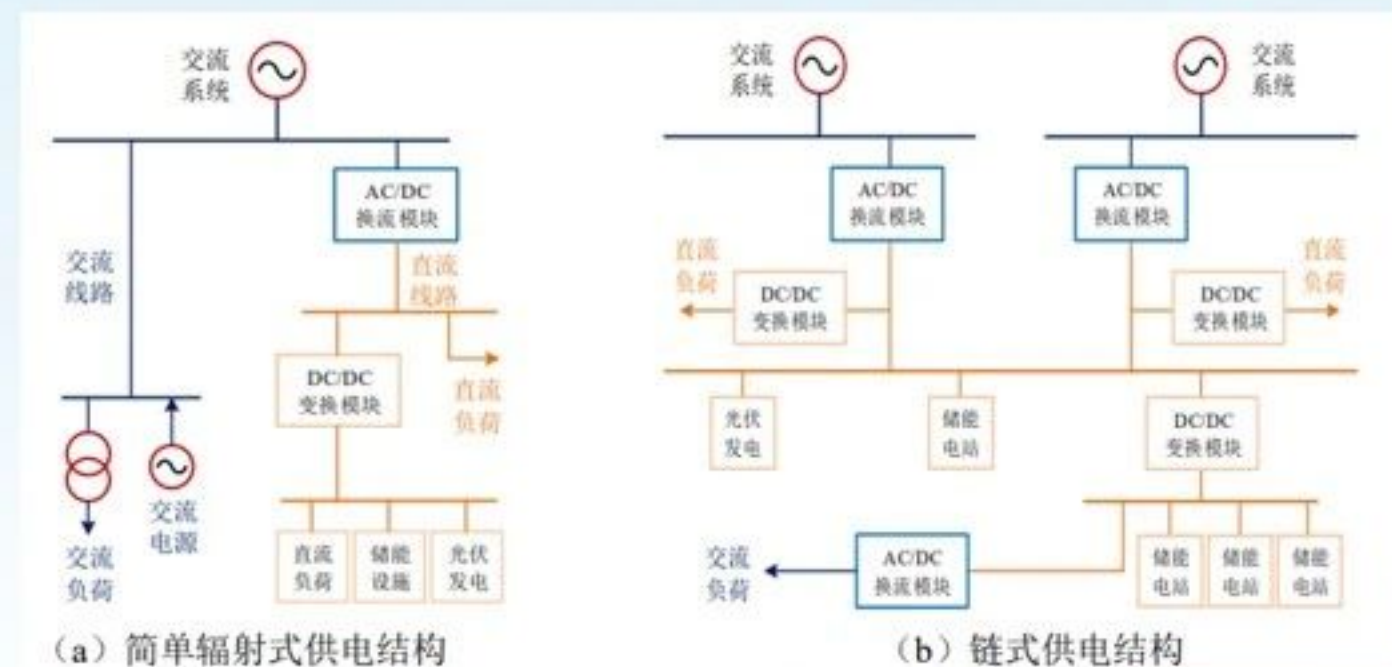 交流
系统
AC/DC
换流模块
交流
线路
直流
线路
DC/DC
变换模块
直流
负荷
交流
负荷
交流
电源
直流
负荷
储能
设施
光伏
发电
（a）简单辐射式供电结构
交流
系统
交流
系统
AC/DC
换流模块
AC/DC
换流模块
直流
负荷
DC/DC
变换模块
DC/DC
变换模块
直流
负荷
光伏
发电
储能
电站
DC/DC
变换模块
交流
负荷
AC/DC
换流模块
储能
电站
储能
电站
储能
电站
（b）链式供电结构